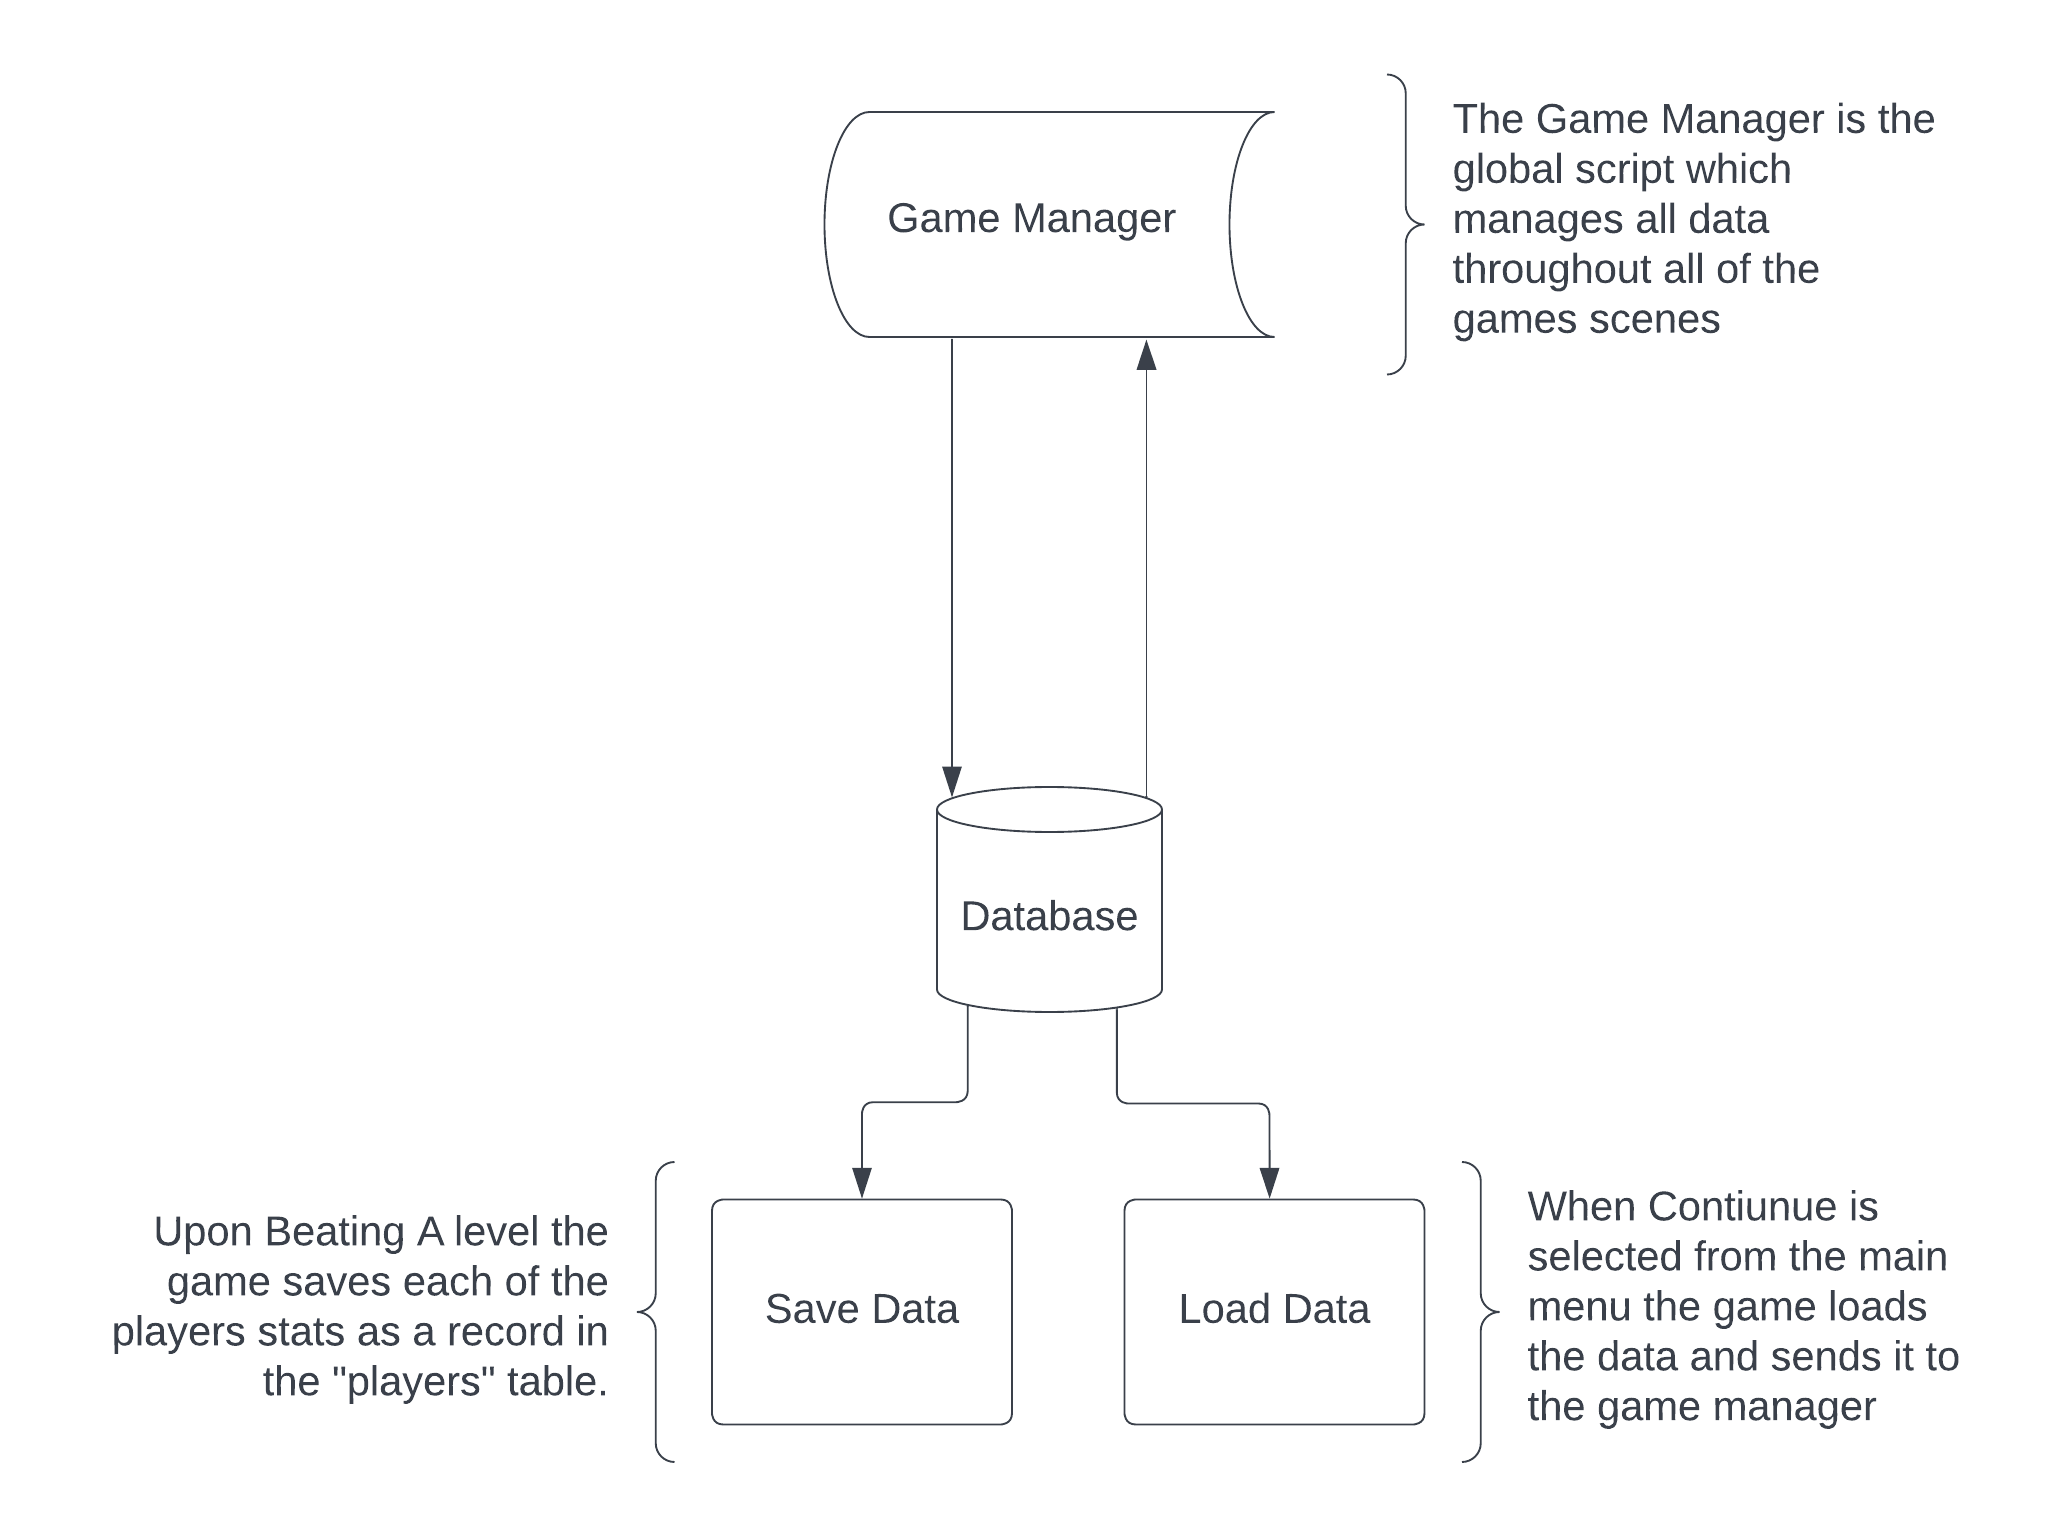 Game Manager
The Game Manager is the
global script which
manages all data
throughout all of the
games scenes
Database
Upon Beating A level the
game saves each of the
players stats as a record in
the "players" table.
Save Data
Load Data
When Contiunue is
selected from the main
menu the game loads
the data and sends it to
the game manager